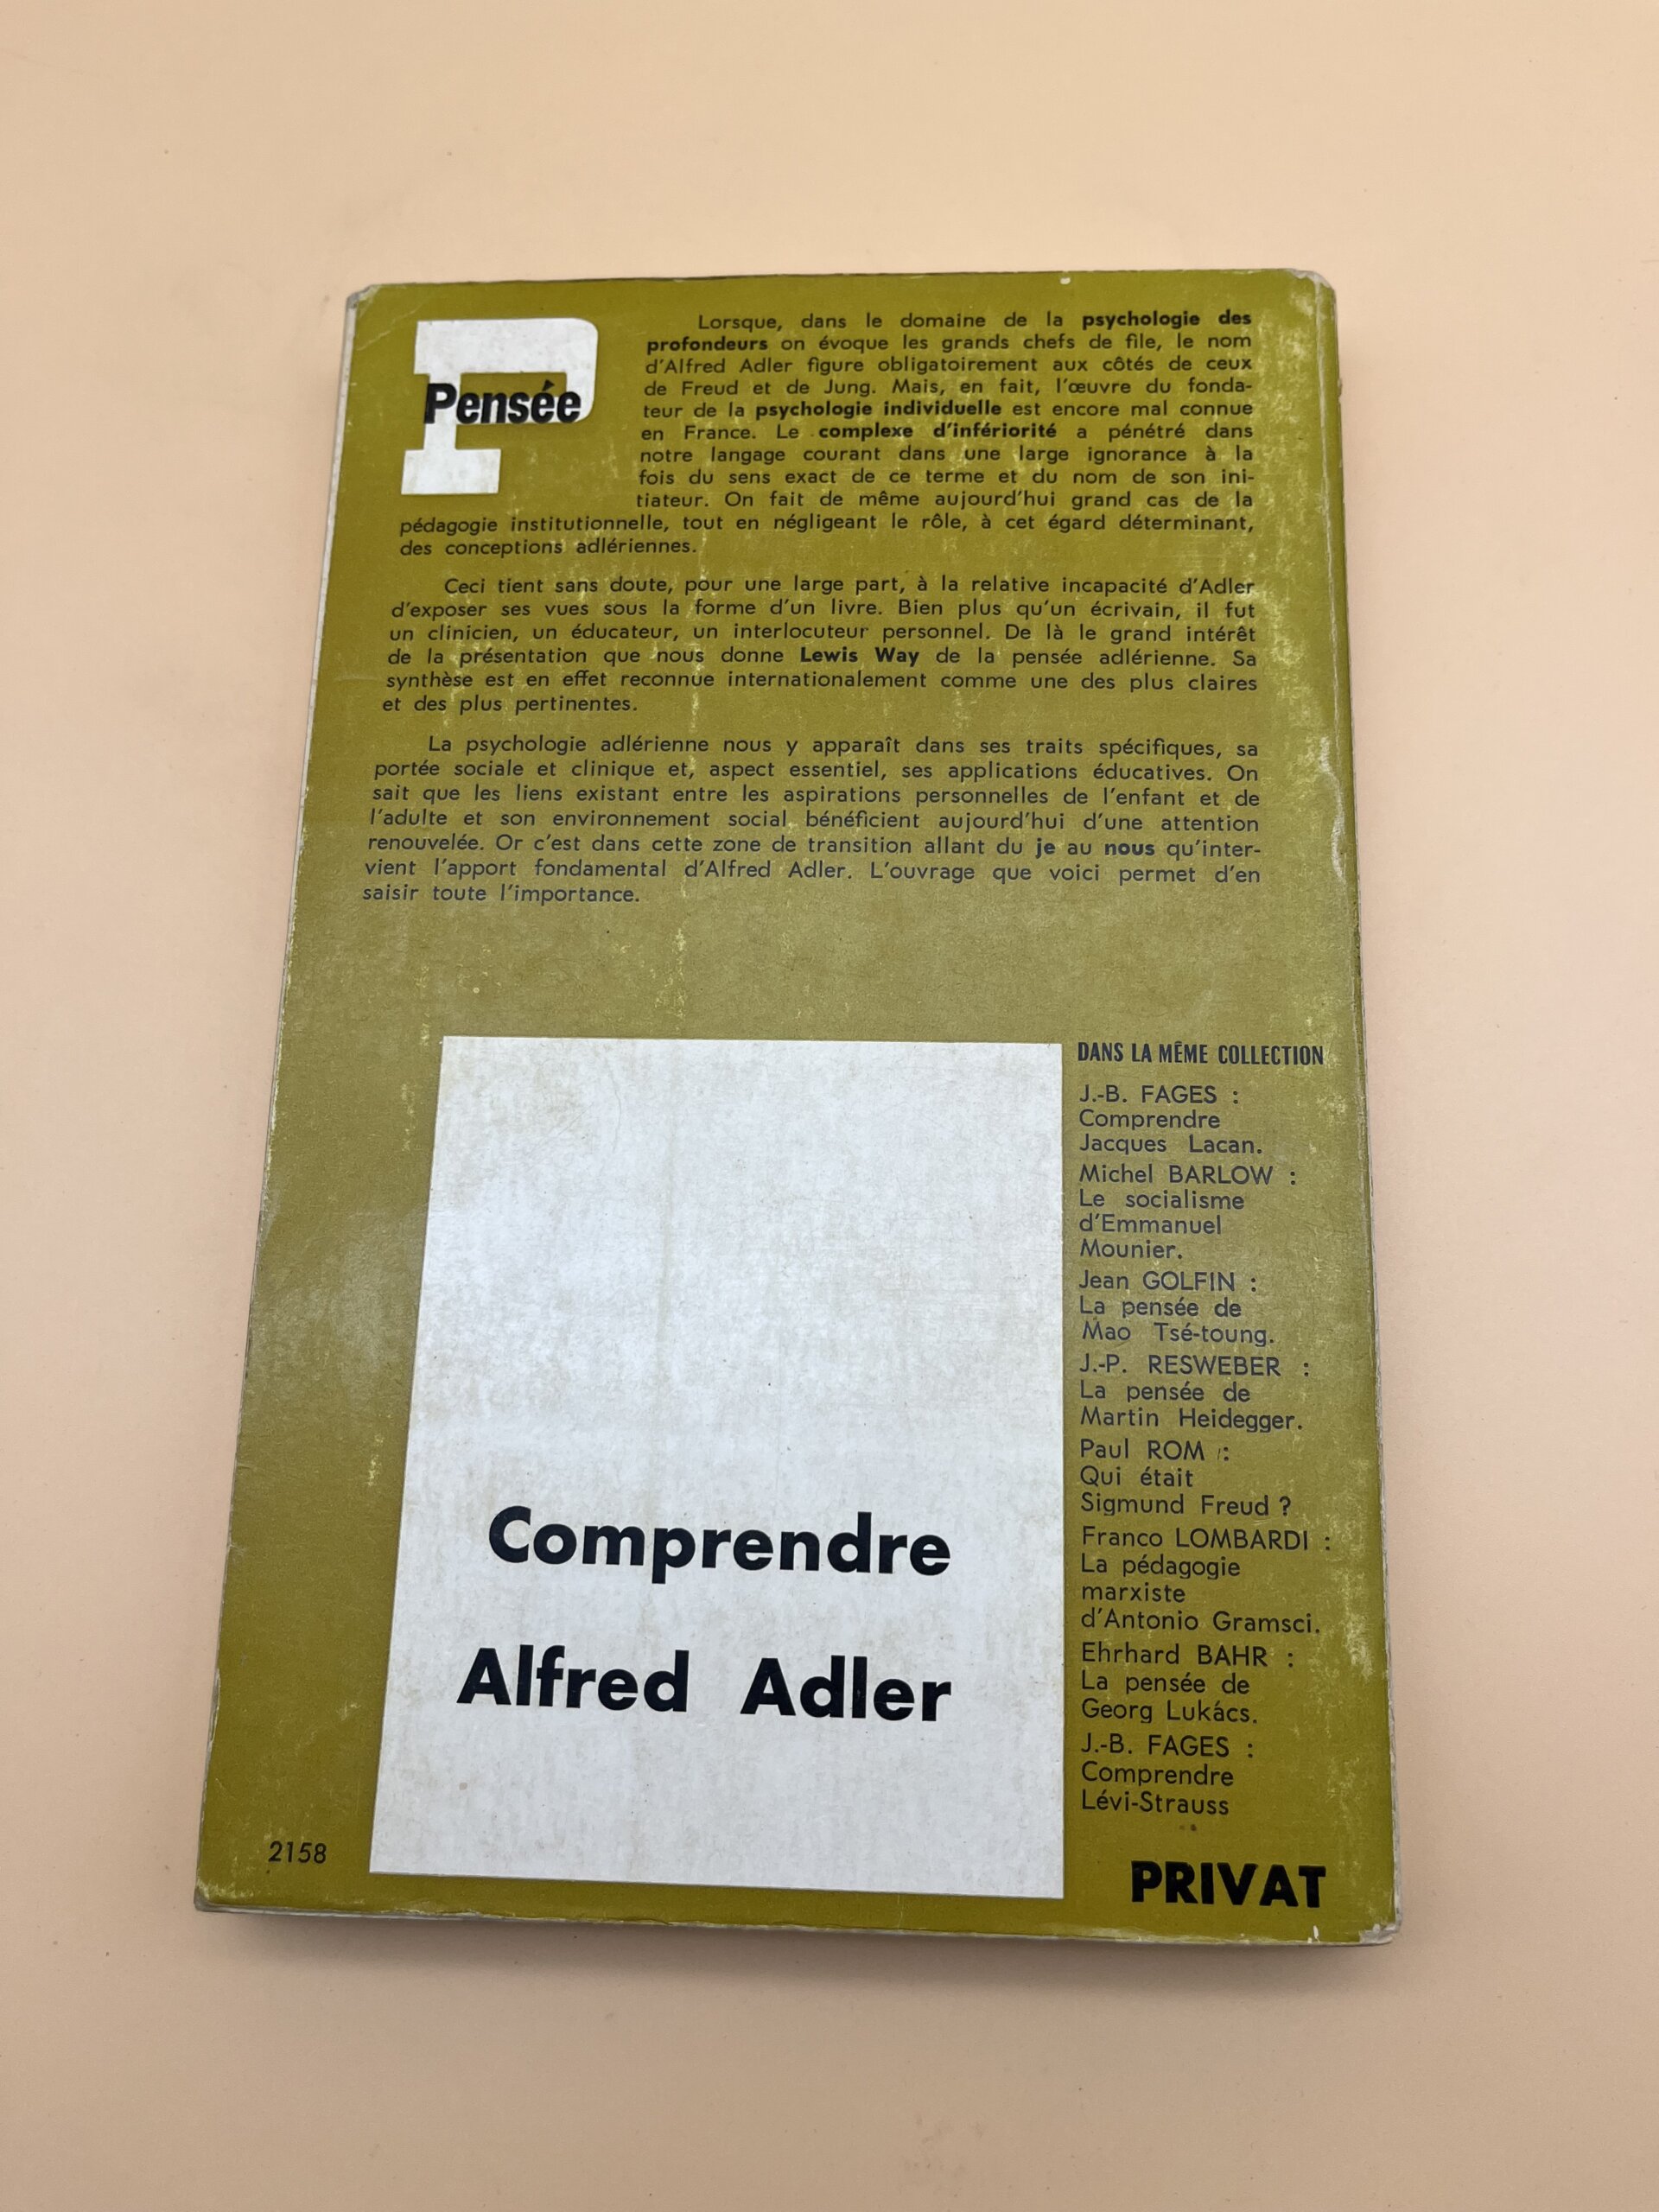 Pensée
Lorsque, dans le domaine de la psychologie des
profondeurs on évoque les grands chefs de file, le nom
d'Alfred Adler figure obligatoirement aux côtés de ceux
de Freud et de Jung. Mais, en fait, l'œuvre du fonda-
teur de la psychologie individuelle est encore mal connue
en France. Le complexe d'infériorité a pénétré dans
notre langage courant dans une large ignorance à la
fois du sens exact de ce terme et du nom de son ini-
tiateur. On fait de même aujourd'hui grand cas de la
pédagogie institutionnelle, tout en négligeant le rôle, à cet égard déterminant,
des conceptions adlériennes.
Ceci tient sans doute, pour une large part, à la relative incapacité d'Adler
d'exposer ses vues sous la forme d'un livre. Bien plus qu'un écrivain, il fut
un clinicien, un éducateur, un interlocuteur personnel. De là le grand intérêt
de la présentation que nous donne Lewis Way de la pensée adlérienne. Sa
synthèse est en effet reconnue internationalement comme une des plus claires
et des plus pertinentes.
La psychologie adlérienne nous y apparaît dans ses traits spécifiques, sa
portée sociale et clinique et, aspect essentiel, ses applications éducatives. On
sait que les liens existant entre les aspirations personnelles de l'enfant et de
l'adulte et son environnement social bénéficient aujourd'hui d'une attention
renouvelée. Or c'est dans cette zone de transition allant du je au nous qu'inter-
vient l'apport fondamental d'Alfred Adler. L'ouvrage que voici permet d'en
saisir toute l'importance.
Comprendre
Alfred Adler
DANS LA MÊME COLLECTION
J.-B. FAGES :
Comprendre
Jacques Lacan.
Michel BARLOW :
Le socialisme
d'Emmanuel
Mounier.
Jean GOLFIN :
La pensée de
Mao Tsé-toung.
J.-P. RESWEBER :
La pensée de
Martin Heidegger.
Paul ROM :
Qui était
Sigmund Freud ?
Franco LOMBARDI :
La pédagogie
marxiste
d'Antonio Gramsci.
Ehrhard BAHR :
La pensée de
Georg Lukács.
J.-B. FAGES :
Comprendre
Lévi-Strauss
2158
PRIVAT